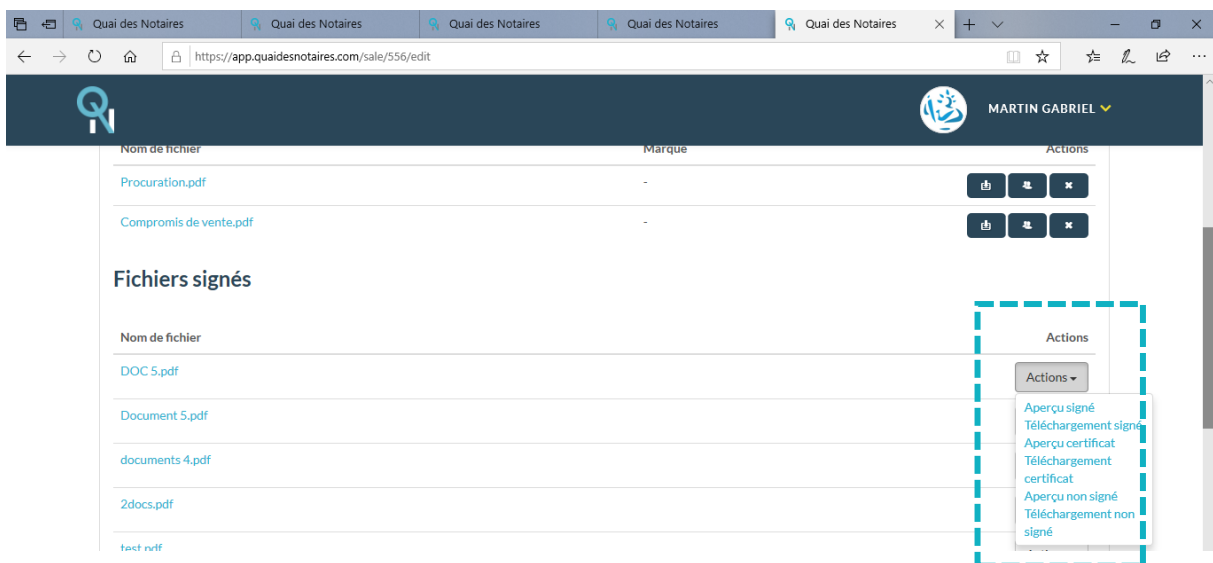 Quai des Notaires Quai des Notaires Quai des Notaires Quai des Notaires Quai des Notaires
https://app.quaidesnotaires.com/sale/556/edit
QN MARTIN GABRIEL
Nom de fichier Marque Actions
Procuration.pdf -
Compromis de vente.pdf -
Fichiers signés
Nom de fichier Actions
DOC 5.pdf Actions
Aperçu signé
Document 5.pdf Téléchargement signé
Aperçu certificat
documents 4.pdf Téléchargement
certificat
Aperçu non signé
2docs.pdf Téléchargement non
signé
test.pdf